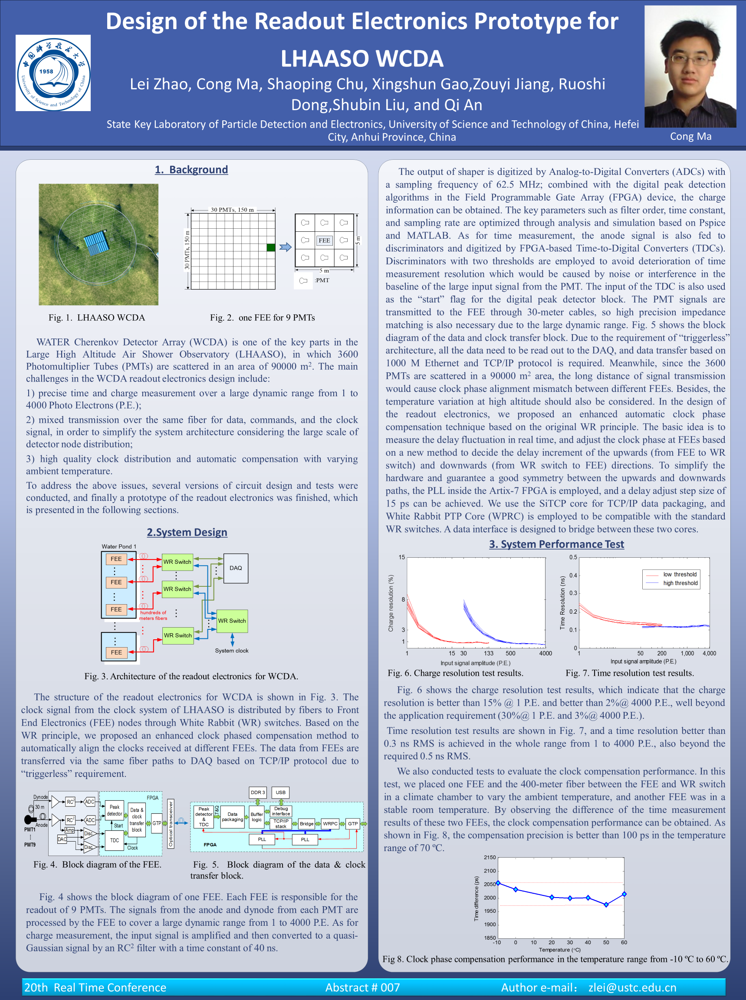 Design of the Readout Electronics Prototype for
LHAASO WCDA
Lei Zhao, Cong Ma, Shaoping Chu, Xingshun Gao,Zouyi Jiang, Ruoshi
Dong,Shubin Liu, and Qi An
State Key Laboratory of Particle Detection and Electronics, University of Science and Technology of China, Hefei
City, Anhui Province, China
中国科学技术大学
1958
University of Science and Technology of China
Cong Ma
1. Background
30 PMTs, 150 m
30 PMTs, 150 m
FEE
5 m
5 m
:PMT
Fig. 1. LHAASO WCDA
Fig. 2. one FEE for 9 PMTs
WATER Cherenkov Detector Array (WCDA) is one of the key parts in the
Large High Altitude Air Shower Observatory (LHAASO), in which 3600
Photomultiplier Tubes (PMTs) are scattered in an area of 90000 m². The main
challenges in the WCDA readout electronics design include:
1) precise time and charge measurement over a large dynamic range from 1 to
4000 Photo Electrons (P.E.);
2) mixed transmission over the same fiber for data, commands, and the clock
signal, in order to simplify the system architecture considering the large scale of
detector node distribution;
3) high quality clock distribution and automatic compensation with varying
ambient temperature.
To address the above issues, several versions of circuit design and tests were
conducted, and finally a prototype of the readout electronics was finished, which
is presented in the following sections.
2.System Design
Water Pond 1
FEE
FEE
FEE
FEE
hundreds of
meters fibers
WR Switch
WR Switch
WR Switch
WR Switch
DAQ
System clock
Fig. 3. Architecture of the readout electronics for WCDA.
The structure of the readout electronics for WCDA is shown in Fig. 3. The
clock signal from the clock system of LHAASO is distributed by fibers to Front
End Electronics (FEE) nodes through White Rabbit (WR) switches. Based on the
WR principle, we proposed an enhanced clock phased compensation method to
automatically align the clocks received at different FEEs. The data from FEEs are
transferred via the same fiber paths to DAQ based on TCP/IP protocol due to
“triggerless” requirement.
Dynode
30 m
Anode
PMT1
PMT9
RC²
ADC
RC²
ADC
Amp
DAC
Disc
Disc
FPGA
Peak
detector
Start
TDC
Data &
clock
transfer
block
Clock
GTP
Optical transceiver
DDR 3
USB
Peak
detector
&
TDC
T&Q
Data
packaging
Buffer
logic
Debug
interface
TCP/IP
stack
Bridge
WRPC
GTP
PLL
PLL
FPGA
Fig. 4. Block diagram of the FEE.
Fig. 5. Block diagram of the data & clock
transfer block.
Fig. 4 shows the block diagram of one FEE. Each FEE is responsible for the
readout of 9 PMTs. The signals from the anode and dynode from each PMT are
processed by the FEE to cover a large dynamic range from 1 to 4000 P.E. As for
charge measurement, the input signal is amplified and then converted to a quasi-
Gaussian signal by an RC² filter with a time constant of 40 ns.
The output of shaper is digitized by Analog-to-Digital Converters (ADCs) with
a sampling frequency of 62.5 MHz; combined with the digital peak detection
algorithms in the Field Programmable Gate Array (FPGA) device, the charge
information can be obtained. The key parameters such as filter order, time constant,
and sampling rate are optimized through analysis and simulation based on Pspice
and MATLAB. As for time measurement, the anode signal is also fed to
discriminators and digitized by FPGA-based Time-to-Digital Converters (TDCs).
Discriminators with two thresholds are employed to avoid deterioration of time
measurement resolution which would be caused by noise or interference in the
baseline of the large input signal from the PMT. The input of the TDC is also used
as the “start” flag for the digital peak detector block. The PMT signals are
transmitted to the FEE through 30-meter cables, so high precision impedance
matching is also necessary due to the large dynamic range. Fig. 5 shows the block
diagram of the data and clock transfer block. Due to the requirement of “triggerless”
architecture, all the data need to be read out to the DAQ, and data transfer based on
1000 M Ethernet and TCP/IP protocol is required. Meanwhile, since the 3600
PMTs are scattered in a 90000 m² area, the long distance of signal transmission
would cause clock phase alignment mismatch between different FEEs. Besides, the
temperature variation at high altitude should also be considered. In the design of
the readout electronics, we proposed an enhanced automatic clock phase
compensation technique based on the original WR principle. The basic idea is to
measure the delay fluctuation in real time, and adjust the clock phase at FEEs based
on a new method to decide the delay increment of the upwards (from FEE to WR
switch) and downwards (from WR switch to FEE) directions. To simplify the
hardware and guarantee a good symmetry between the upwards and downwards
paths, the PLL inside the Artix-7 FPGA is employed, and a delay adjust step size of
15 ps can be achieved. We use the SiTCP core for TCP/IP data packaging, and
White Rabbit PTP Core (WPRC) is employed to be compatible with the standard
WR switches. A data interface is designed to bridge between these two cores.
3. System Performance Test
Charge resolution (%)
15
8
3
1
1 15 30 133 500 4000
Input signal amplitude (P.E.)
Time Resolution (ns)
0.5
0.4
0.3
0.2
0.1
0
low threshold
high threshold
1 50 200 1,000 4,000
Input signal amplitude (P.E.)
Fig. 6. Charge resolution test results.
Fig. 7. Time resolution test results.
Fig. 6 shows the charge resolution test results, which indicate that the charge
resolution is better than 15% @ 1 P.E. and better than 2%@ 4000 P.E., well beyond
the application requirement (30%@ 1 P.E. and 3%@ 4000 P.E.).
Time resolution test results are shown in Fig. 7, and a time resolution better than
0.3 ns RMS is achieved in the whole range from 1 to 4000 P.E., also beyond the
required 0.5 ns RMS.
We also conducted tests to evaluate the clock compensation performance. In this
test, we placed one FEE and the 400-meter fiber between the FEE and WR switch
in a climate chamber to vary the ambient temperature, and another FEE was in a
stable room temperature. By observing the difference of the time measurement
results of these two FEEs, the clock compensation performance can be obtained. As
shown in Fig. 8, the compensation precision is better than 100 ps in the temperature
range of 70 ºC.
Time difference (ps)
2150
2100
2050
2000
1950
1900
1850
-10 0 10 20 30 40 50 60
Temperature (°C)
Fig 8. Clock phase compensation performance in the temperature range from -10 ºC to 60 ºC.
20th Real Time Conference
Abstract # 007
Author e-mail： zlei@ustc.edu.cn